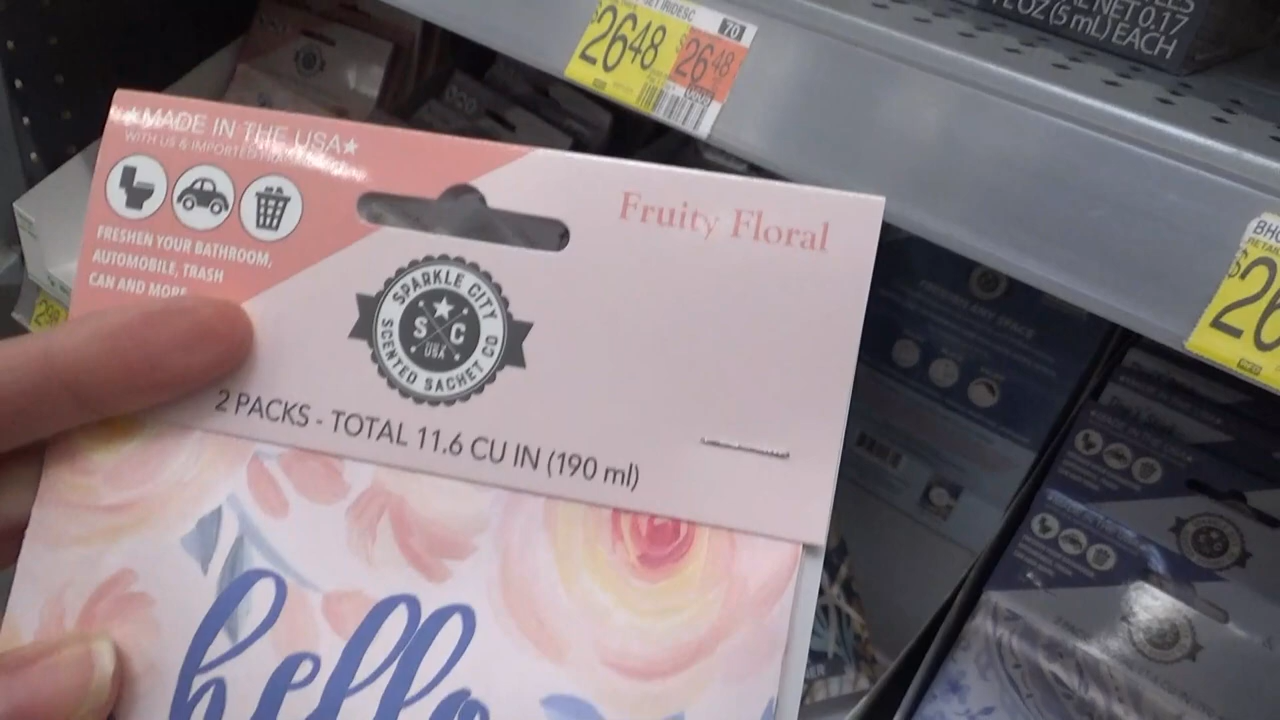 70
$26.48
$26.48
NET 0.17
OZ (5 mL) EACH
★MADE IN THE USA★
WITH US & IMPORTED
FRESHEN YOUR BATHROOM,
AUTOMOBILE, TRASH
CAN AND MORE
Fruity Floral
SPARKLE CITY
S C
USA
SCENTED SACHET CO
2 PACKS - TOTAL 11.6 CU IN (190 ml)
hello
$26